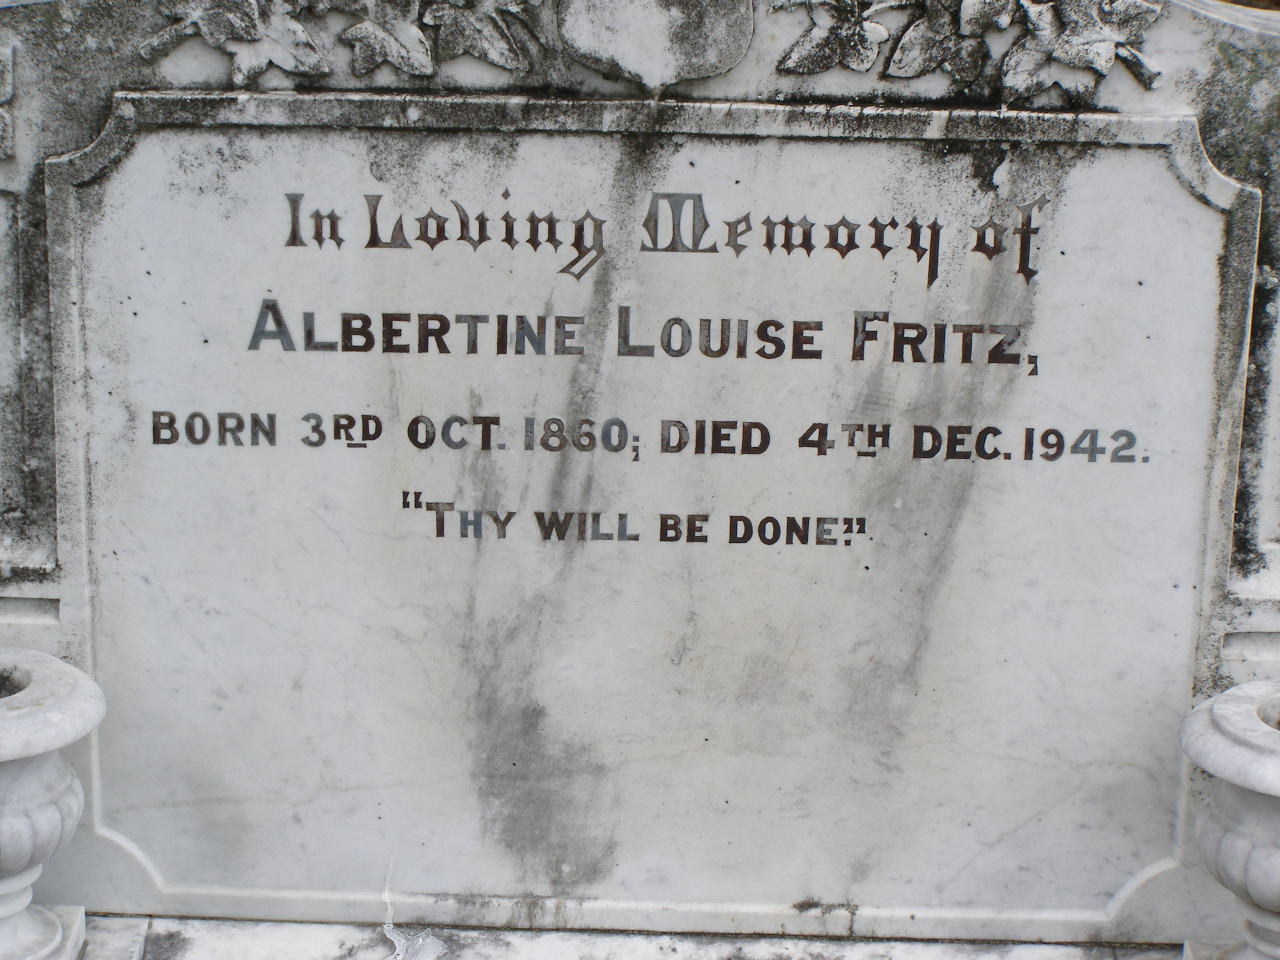 In Loving Memory of
ALBERTINE LOUISE FRITZ,
BORN 3RD OCT. 1860; DIED 4TH DEC. 1942.
"THY WILL BE DONE."